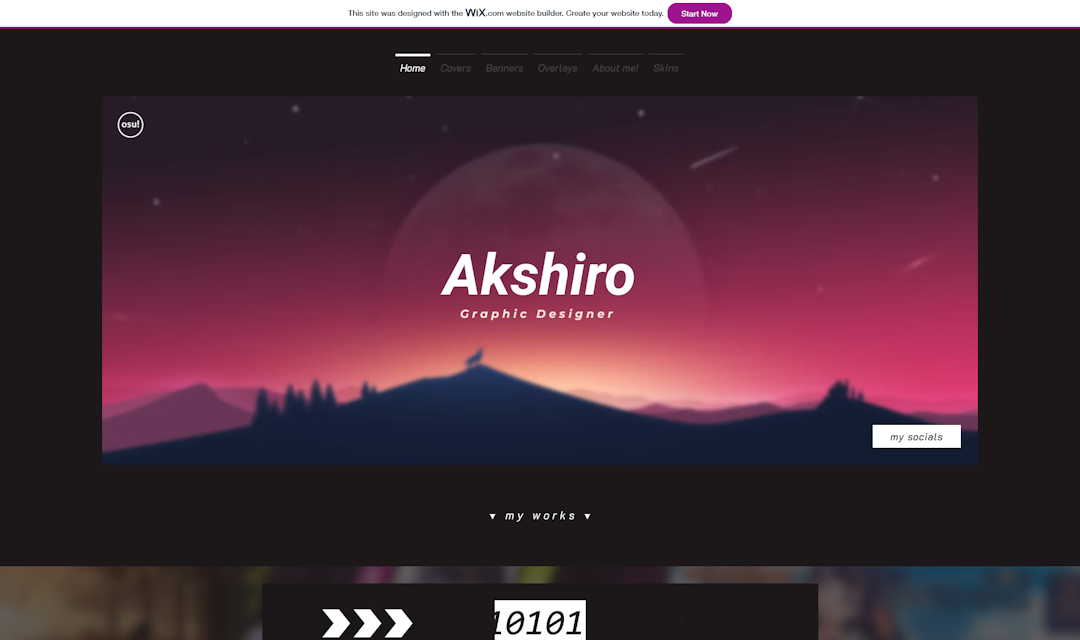 This site was designed with the WiX.com website builder. Create your website today. Start Now
Home Covers Banners Overlays About me! Skins
osu!
Akshiro
Graphic Designer
my socials
▼ my works ▼
10101